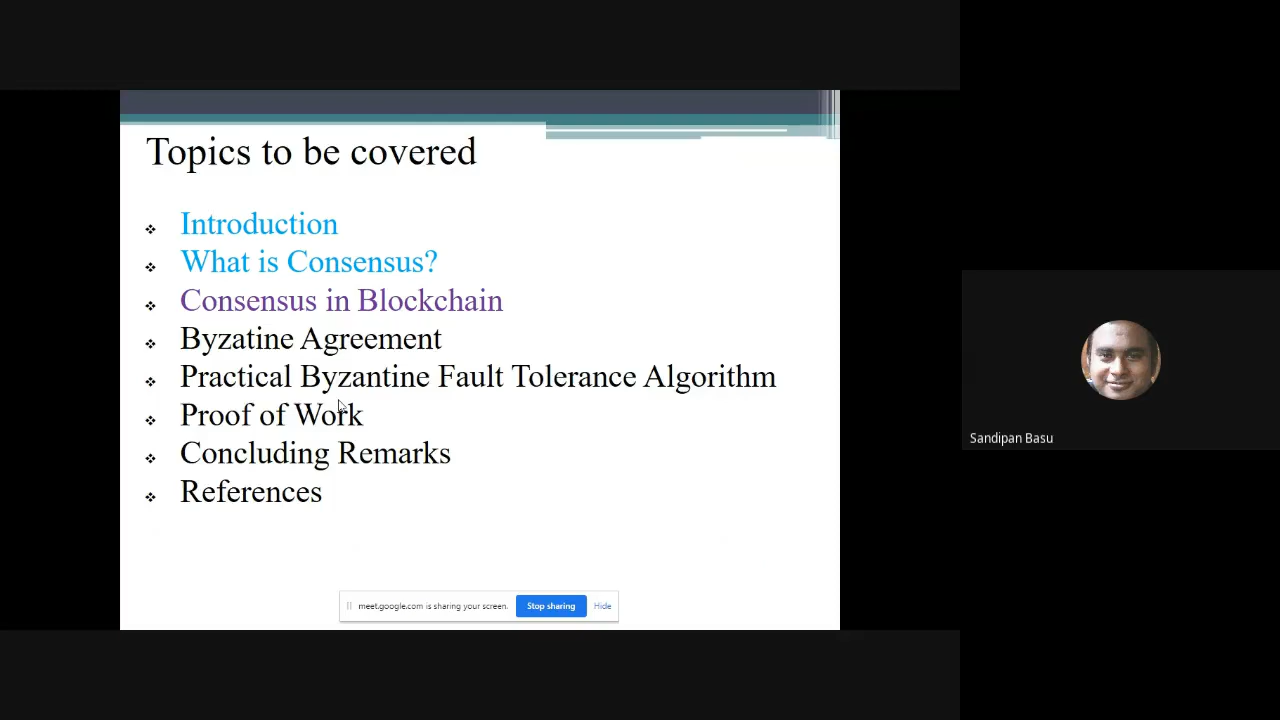 Topics to be covered
Introduction
What is Consensus?
Consensus in Blockchain
Byzatine Agreement
Practical Byzantine Fault Tolerance Algorithm
Proof of Work
Concluding Remarks
References
Sandipan Basu
meet.google.com is sharing your screen. Stop sharing Hide